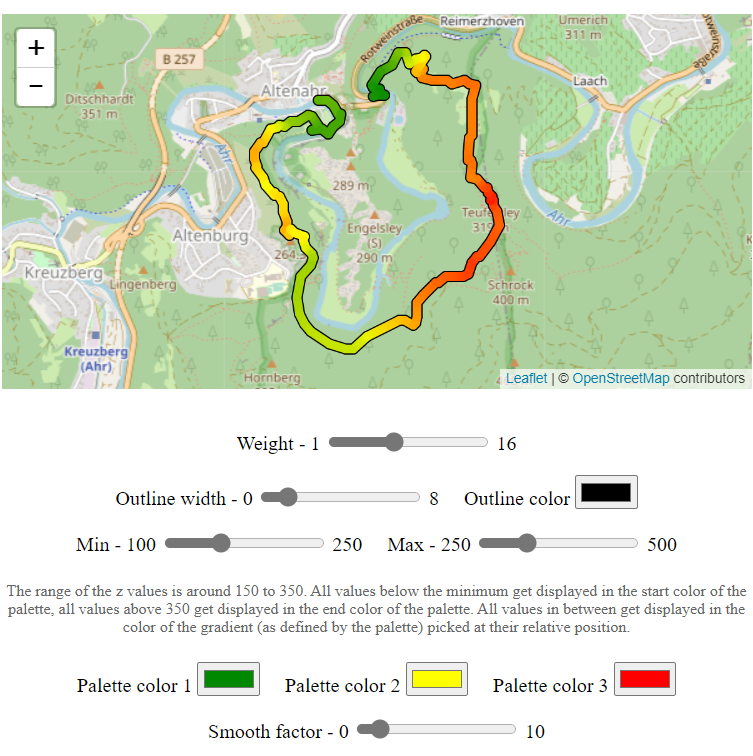 +
−
Rotweinstraße
Reimerzhoven
Umerich
311 m
Rotweinstraße
B 257
Laach
Ditschhardt
351 m
Altenahr
Ahr
289 m
Ahr
Engelsley
(S)
290 m
Teufelsley
Altenburg
264.3
Kreuzberg
Lingenberg
Schrock
400 m
Kreuzberg
(Ahr)
Hornberg
Leaflet | © OpenStreetMap contributors
Weight - 1 16
Outline width - 0 8 Outline color
Min - 100 250 Max - 250 500
The range of the z values is around 150 to 350. All values below the minimum get displayed in the start color of the
palette, all values above 350 get displayed in the end color of the palette. All values in between get displayed in the
color of the gradient (as defined by the palette) picked at their relative position.
Palette color 1 Palette color 2 Palette color 3
Smooth factor - 0 10